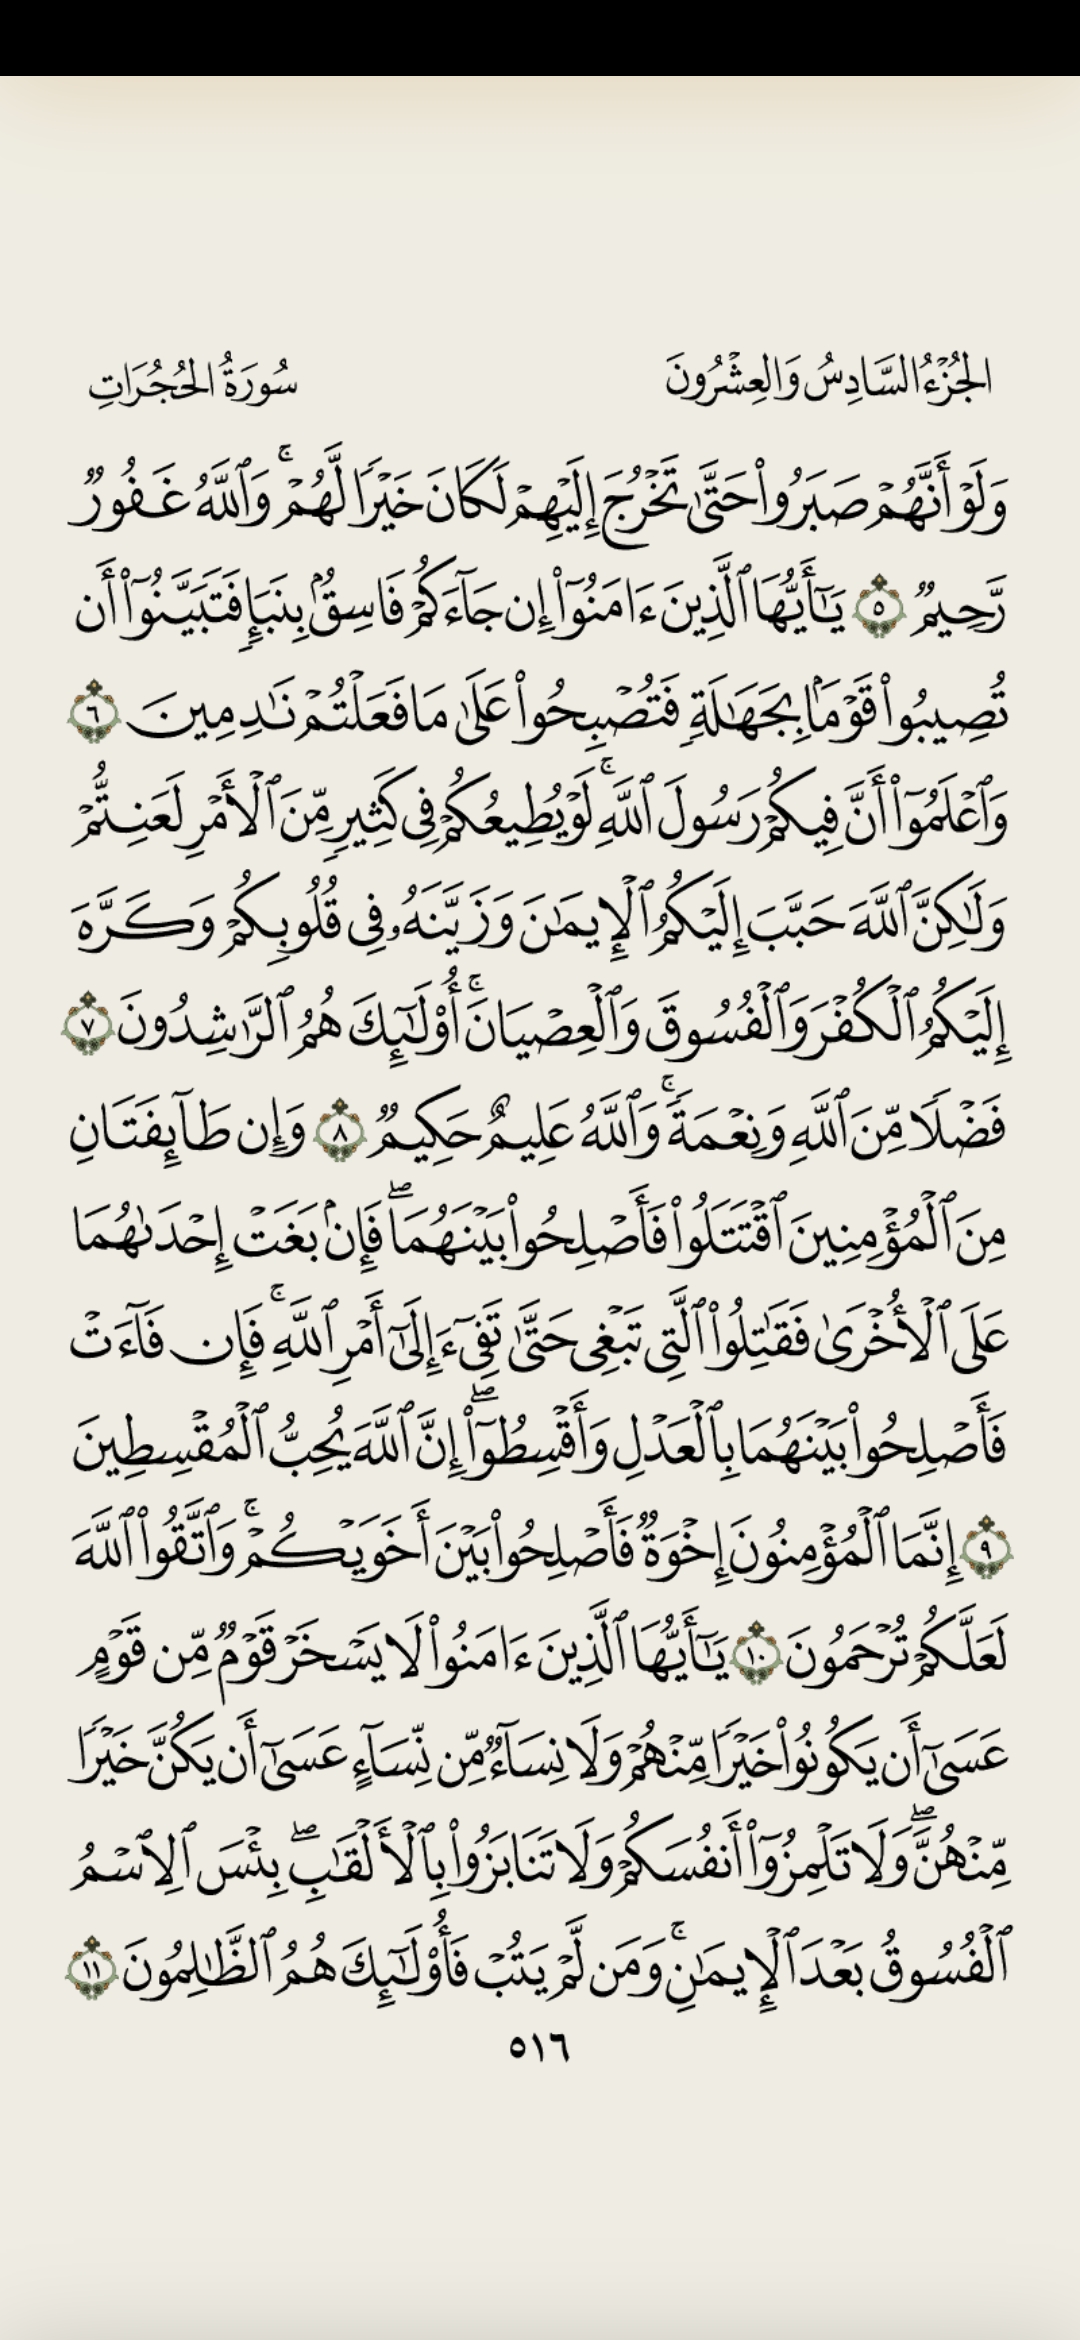 الجُزْءُ السَّادِسُ وَالعِشْرُونَ
سُورَةُ الحُجُرَاتِ
وَلَوْ أَنَّهُمْ صَبَرُوا۟ حَتَّىٰ تَخْرُجَ إِلَيْهِمْ لَكَانَ خَيْرًا لَّهُمْ ۚ وَٱللَّهُ غَفُورٌ
رَّحِيمٌ ٥ يَـٰٓأَيُّهَا ٱلَّذِينَ ءَامَنُوٓا۟ إِن جَآءَكُمْ فَاسِقٌۢ بِنَبَإٍ فَتَبَيَّنُوٓا۟ أَن
تُصِيبُوا۟ قَوْمًۢا بِجَهَـٰلَةٍ فَتُصْبِحُوا۟ عَلَىٰ مَا فَعَلْتُمْ نَـٰدِمِينَ ٦
وَٱعْلَمُوٓا۟ أَنَّ فِيكُمْ رَسُولَ ٱللَّهِ ۚ لَوْ يُطِيعُكُمْ فِى كَثِيرٍ مِّنَ ٱلْأَمْرِ لَعَنِتُّمْ
وَلَـٰكِنَّ ٱللَّهَ حَبَّبَ إِلَيْكُمُ ٱلْإِيمَـٰنَ وَزَيَّنَهُۥ فِى قُلُوبِكُمْ وَكَرَّهَ
إِلَيْكُمُ ٱلْكُفْرَ وَٱلْفُسُوقَ وَٱلْعِصْيَانَ ۚ أُو۟لَـٰٓئِكَ هُمُ ٱلرَّٰشِدُونَ ٧
فَضْلًا مِّنَ ٱللَّهِ وَنِعْمَةً ۚ وَٱللَّهُ عَلِيمٌ حَكِيمٌ ٨ وَإِن طَآئِفَتَانِ
مِنَ ٱلْمُؤْمِنِينَ ٱقْتَتَلُوا۟ فَأَصْلِحُوا۟ بَيْنَهُمَا ۖ فَإِنۢ بَغَتْ إِحْدَىٰهُمَا
عَلَى ٱلْأُخْرَىٰ فَقَـٰتِلُوا۟ ٱلَّتِى تَبْغِى حَتَّىٰ تَفِىٓءَ إِلَىٰٓ أَمْرِ ٱللَّهِ ۚ فَإِن فَآءَتْ
فَأَصْلِحُوا۟ بَيْنَهُمَا بِٱلْعَدْلِ وَأَقْسِطُوٓا۟ ۖ إِنَّ ٱللَّهَ يُحِبُّ ٱلْمُقْسِطِينَ
٩ إِنَّمَا ٱلْمُؤْمِنُونَ إِخْوَةٌ فَأَصْلِحُوا۟ بَيْنَ أَخَوَيْكُمْ ۚ وَٱتَّقُوا۟ ٱللَّهَ
لَعَلَّكُمْ تُرْحَمُونَ ١٠ يَـٰٓأَيُّهَا ٱلَّذِينَ ءَامَنُوا۟ لَا يَسْخَرْ قَوْمٌ مِّن قَوْمٍ
عَسَىٰٓ أَن يَكُونُوا۟ خَيْرًا مِّنْهُمْ وَلَا نِسَآءٌ مِّن نِّسَآءٍ عَسَىٰٓ أَن يَكُنَّ خَيْرًا
مِّنْهُنَّ ۖ وَلَا تَلْمِزُوٓا۟ أَنفُسَكُمْ وَلَا تَنَابَزُوا۟ بِٱلْأَلْقَـٰبِ ۖ بِئْسَ ٱلِٱسْمُ
ٱلْفُسُوقُ بَعْدَ ٱلْإِيمَـٰنِ ۚ وَمَن لَّمْ يَتُبْ فَأُو۟لَـٰٓئِكَ هُمُ ٱلظَّـٰلِمُونَ ١١
٥١٦